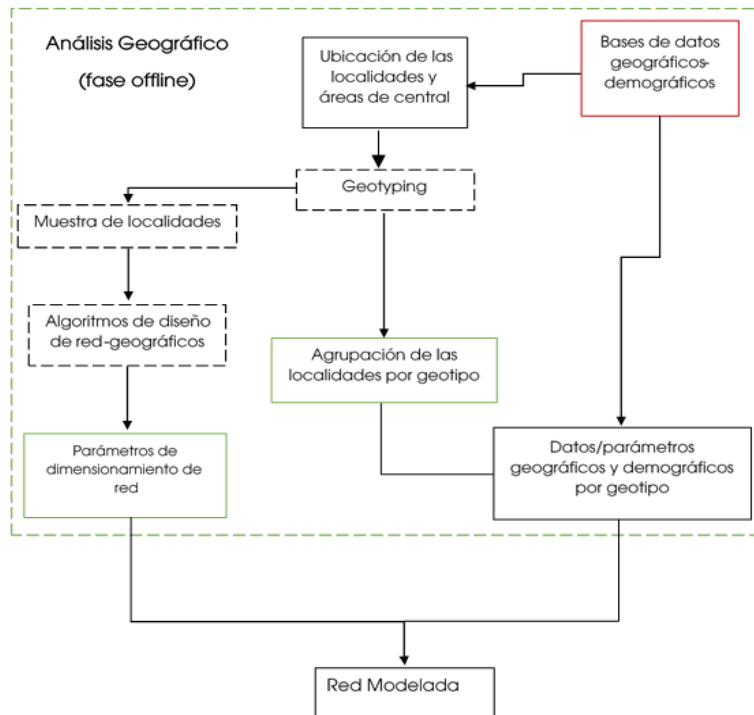 Análisis Geográfico
(fase offline)
Ubicación de las
localidades y
áreas de central
Bases de datos
geográficos-
demográficos
Geotyping
Muestra de localidades
Algoritmos de diseño
de red-geográficos
Agrupación de las
localidades por geotipo
Parámetros de
dimensionamiento de
red
Datos/parámetros
geográficos y demográficos
por geotipo
Red Modelada